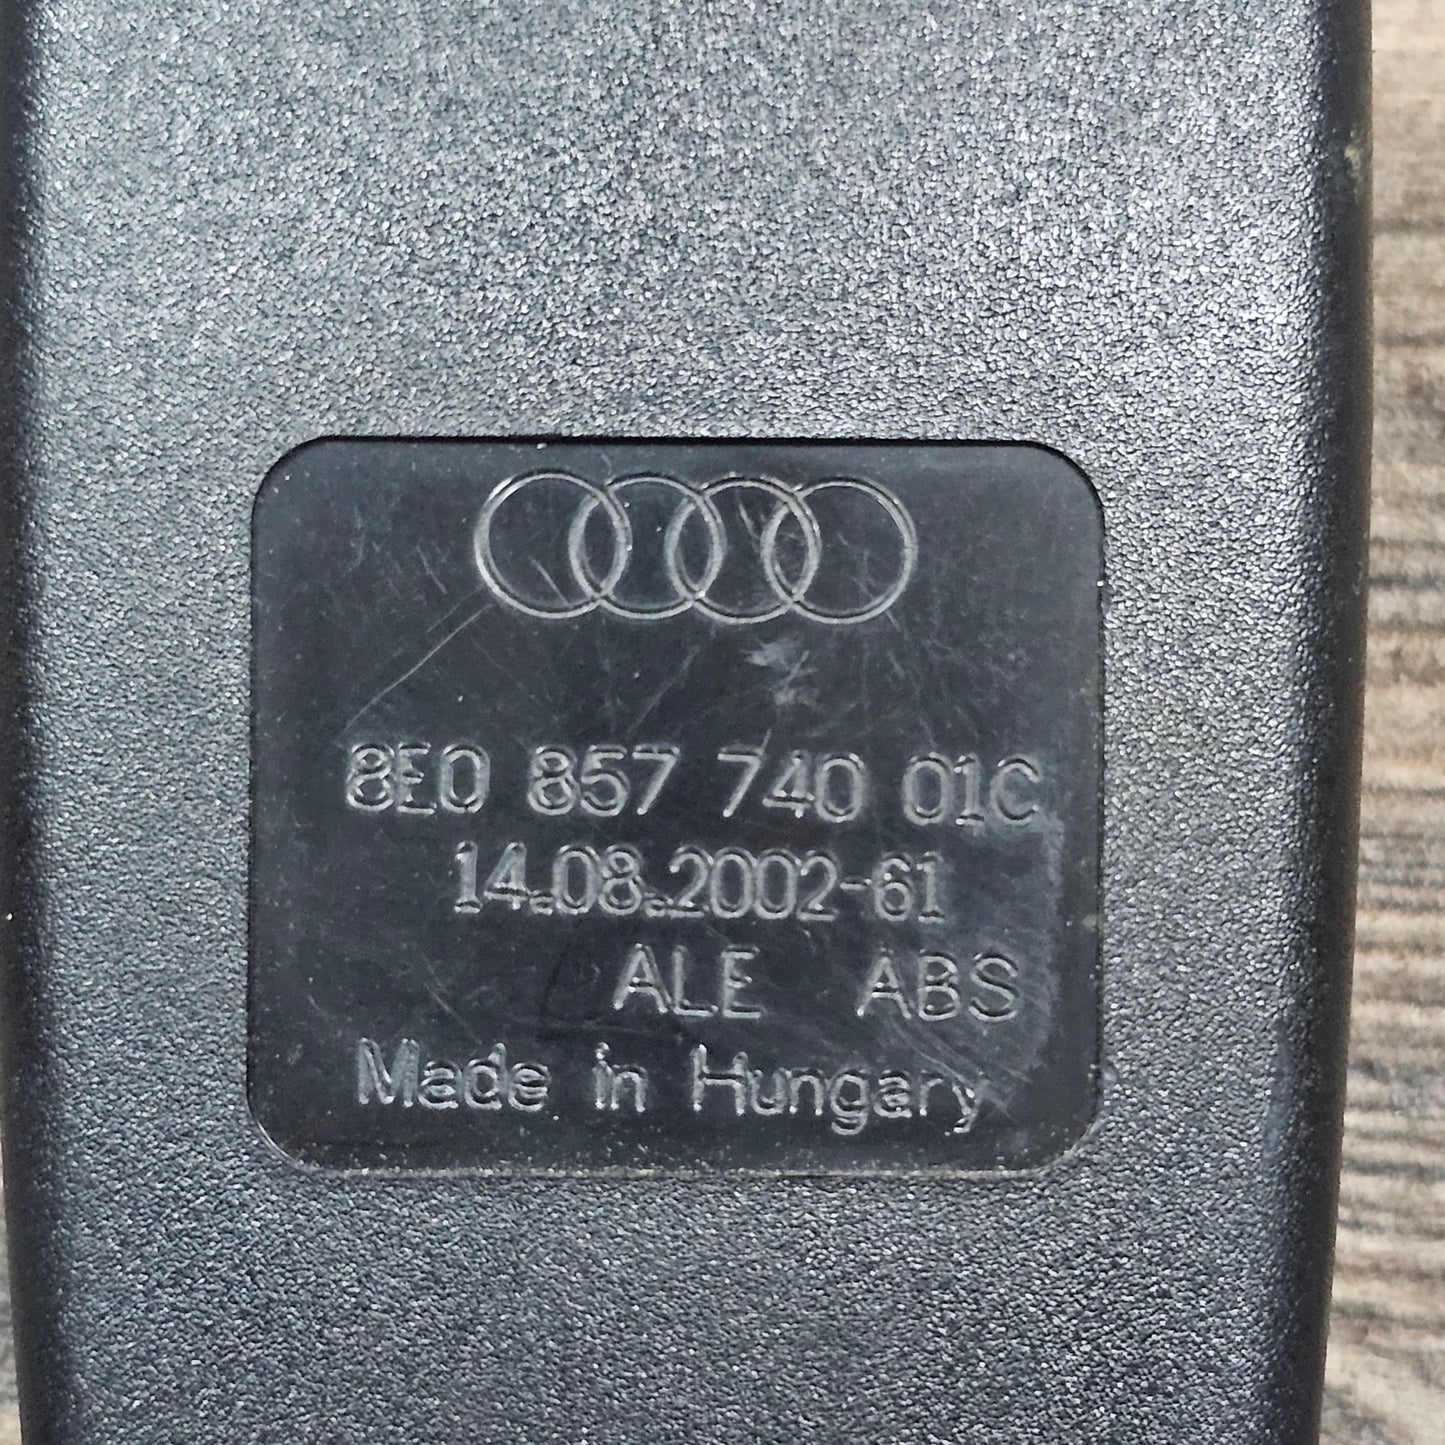 8E0 857 740 01C
14.08.2002-61
ALE ABS
Made in Hungary